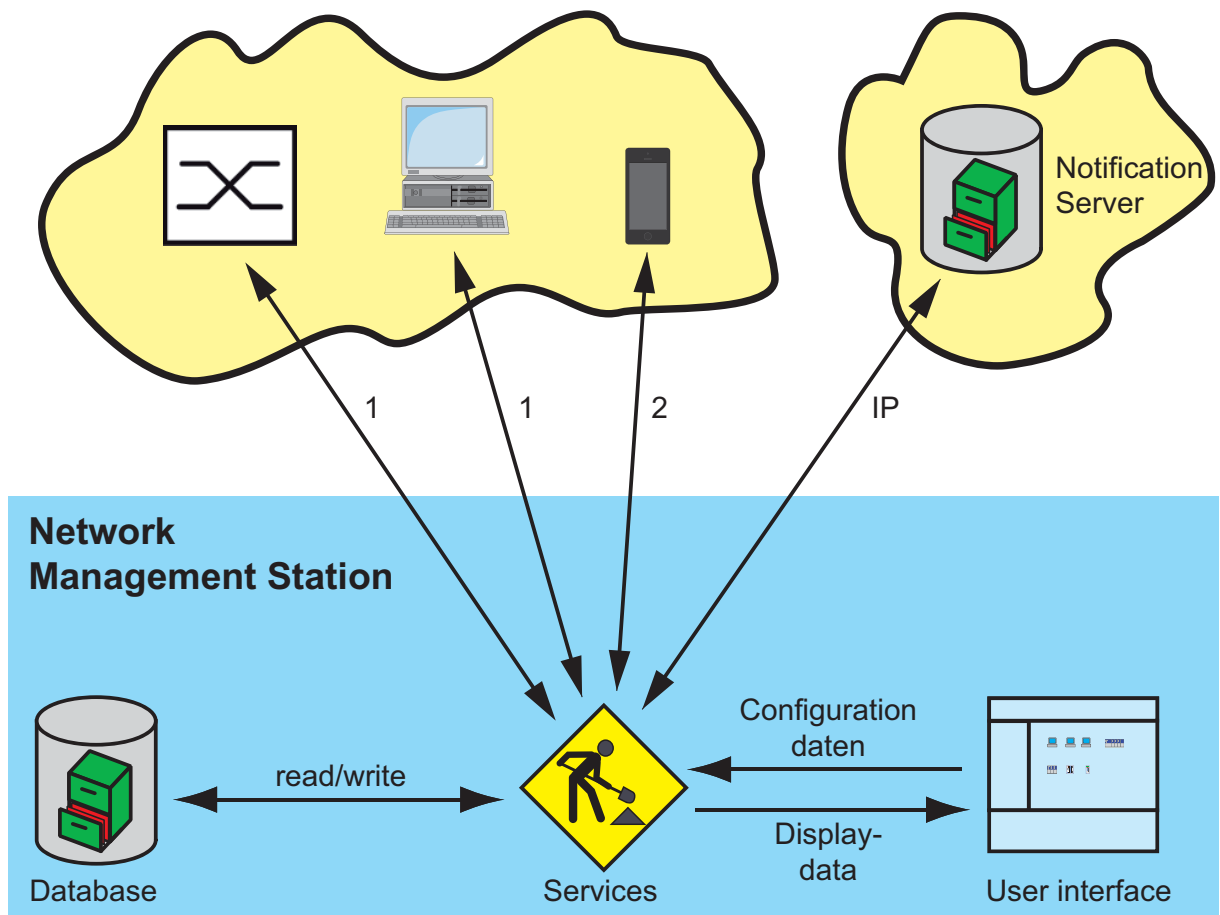 Notification
Server
1
1
2
IP
Network
Management Station
Configuration
daten
read/write
Display-
data
Database
Services
User interface